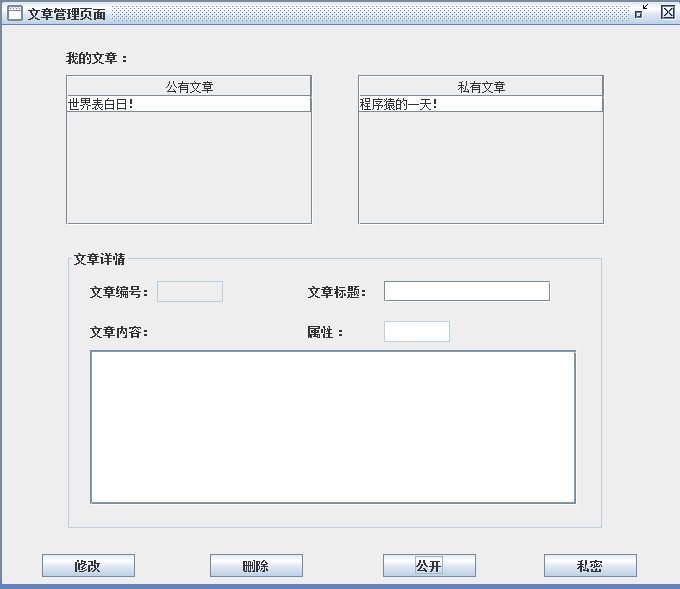 文章管理页面
我的文章：
公有文章 私有文章
世界表白日! 程序猿的一天!
文章详情
文章编号: 文章标题:
文章内容: 属性：
修改 删除 公开 私密